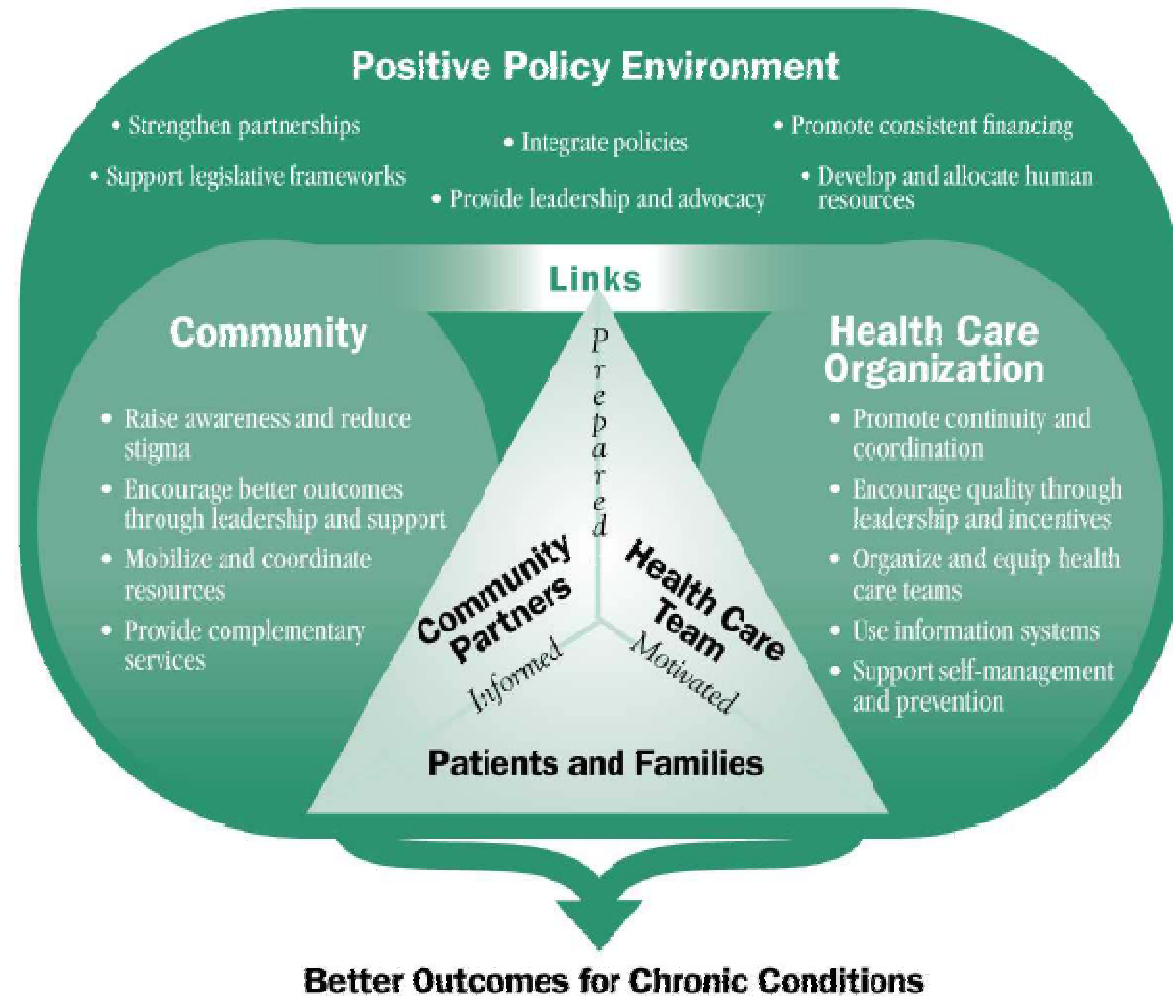 Positive Policy Environment
• Strengthen partnerships
• Support legislative frameworks
• Integrate policies
• Provide leadership and advocacy
• Promote consistent financing
• Develop and allocate human
resources
Links
Community
• Raise awareness and reduce
stigma
• Encourage better outcomes
through leadership and support
• Mobilize and coordinate
resources
• Provide complementary
services
Health Care
Organization
• Promote continuity and
coordination
• Encourage quality through
leadership and incentives
• Organize and equip health
care teams
• Use information systems
• Support self-management
and prevention
Prepared
Community
Partners
Informed
Health Care
Team
Motivated
Patients and Families
Better Outcomes for Chronic Conditions